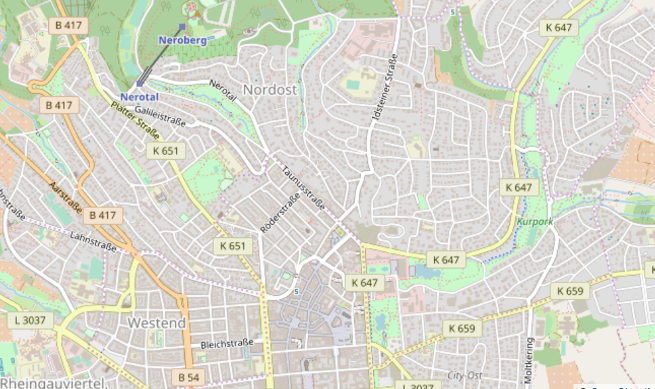 B 417
K 647
Neroberg
Nerotal
Nerotal
Nordost
B 417
Galileistraße
Platter Straße
Idsteiner Straße
K 651
Taunusstraße
K 647
Aarstraße
B 417
Röderstraße
Kurpark
Lahnstraße
K 651
K 647
K 647
K 659
L 3037
Westend
K 659
Bleichstraße
Moltkering
B 54
City-Ost
Rheingauviertel,
L 3037